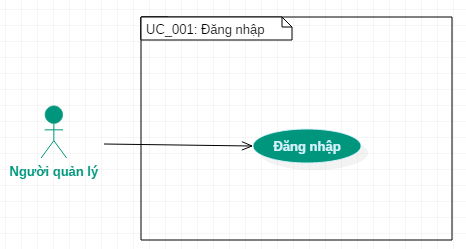 UC_001: Đăng nhập
Đăng nhập
Người quản lý